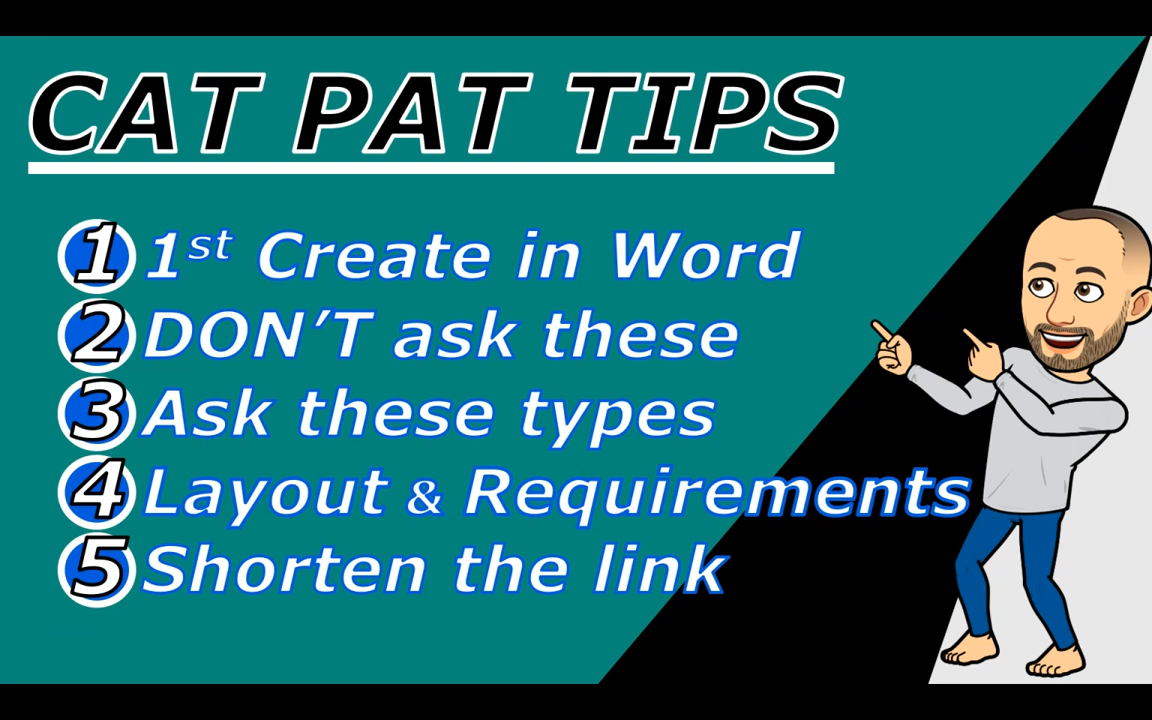 CAT PAT TIPS
1 1st Create in Word
2 DON'T ask these
3 Ask these types
4 Layout & Requirements
5 Shorten the link